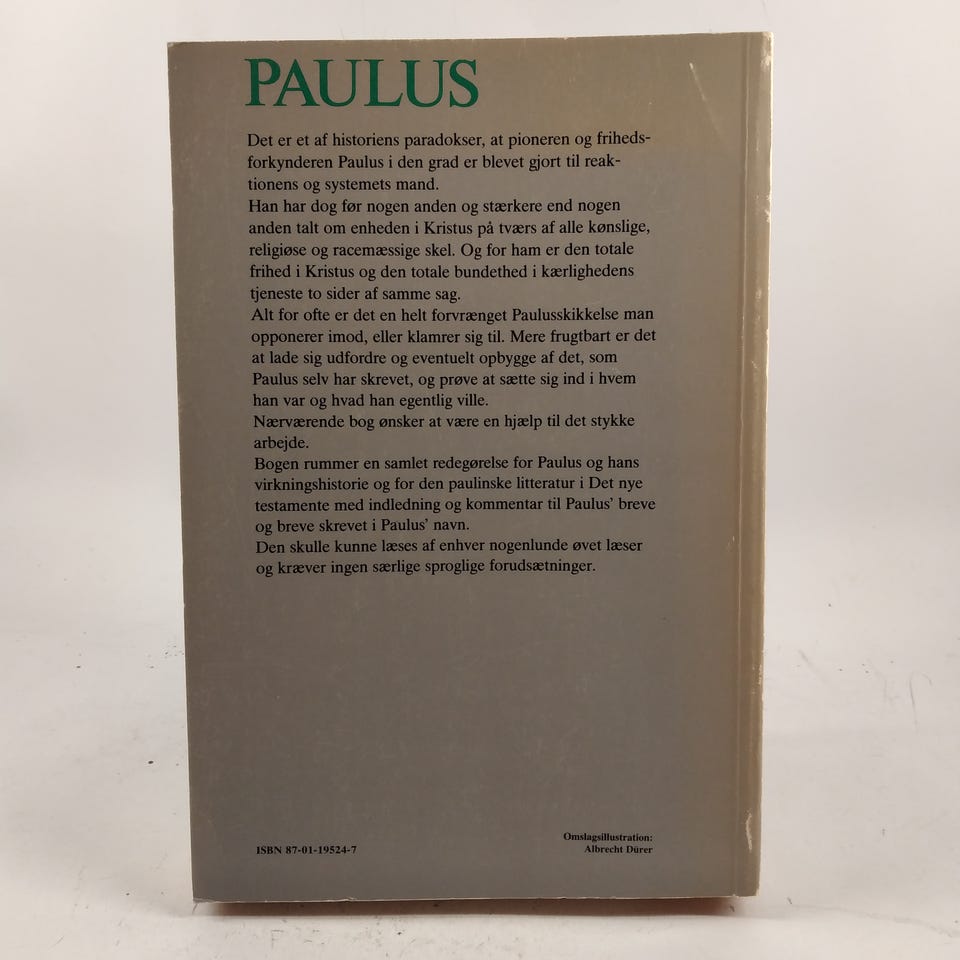 PAULUS
Det er et af historiens paradokser, at pioneren og friheds-
forkynderen Paulus i den grad er blevet gjort til reak-
tionens og systemets mand.
Han har dog før nogen anden og stærkere end nogen
anden talt om enheden i Kristus på tværs af alle kønslige,
religiøse og racemæssige skel. Og for ham er den totale
frihed i Kristus og den totale bundethed i kærlighedens
tjeneste to sider af samme sag.
Alt for ofte er det en helt forvrænget Paulusskikkelse man
opponerer imod, eller klamrer sig til. Mere frugtbart er det
at lade sig udfordre og eventuelt opbygge af det, som
Paulus selv har skrevet, og prøve at sætte sig ind i hvem
han var og hvad han egentlig ville.
Nærværende bog ønsker at være en hjælp til det stykke
arbejde.
Bogen rummer en samlet redegørelse for Paulus og hans
virkningshistorie og for den paulinske litteratur i Det nye
testamente med indledning og kommentar til Paulus' breve
og breve skrevet i Paulus' navn.
Den skulle kunne læses af enhver nogenlunde øvet læser
og kræver ingen særlige sproglige forudsætninger.
Omslagsillustration:
Albrecht Dürer
ISBN 87-01-19524-7